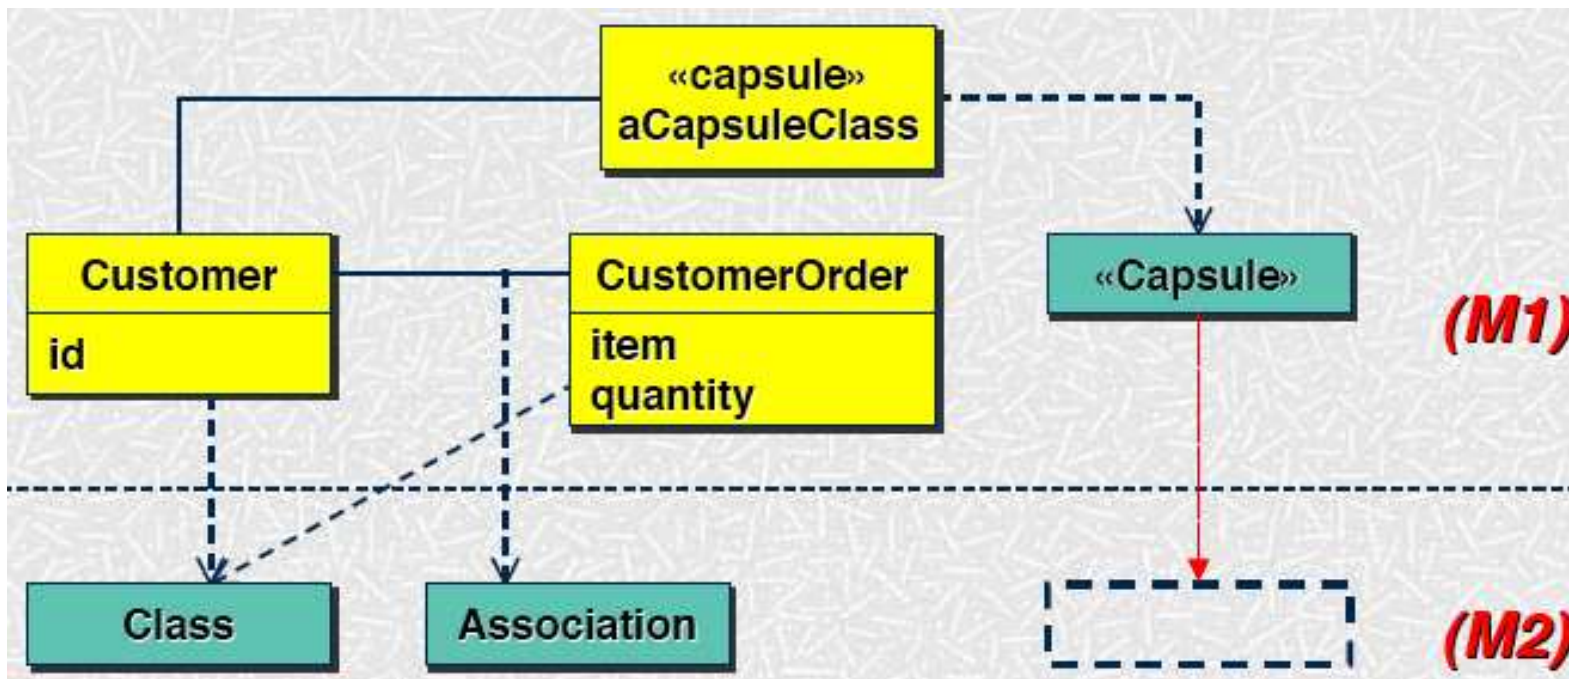 «capsule»
aCapsuleClass
Customer
id
CustomerOrder
item
quantity
«Capsule»
(M1)
Class
Association
(M2)